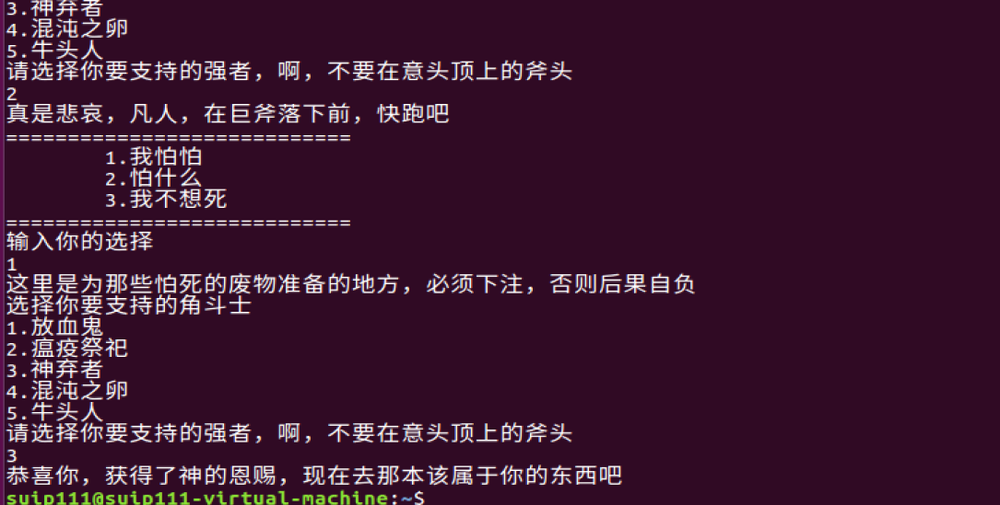 3.神弃者
4.混沌之卵
5.牛头人
请选择你要支持的强者，啊，不要在意头顶上的斧头
2
真是悲哀，凡人，在巨斧落下前，快跑吧
============================
1.我怕怕
2.怕什么
3.我不想死
============================
输入你的选择
1
这里是为那些怕死的废物准备的地方，必须下注，否则后果自负
选择你要支持的角斗士
1.放血鬼
2.瘟疫祭祀
3.神弃者
4.混沌之卵
5.牛头人
请选择你要支持的强者，啊，不要在意头顶上的斧头
3
恭喜你，获得了神的恩赐，现在去那本该属于你的东西吧
suip111@suip111-virtual-machine:~$